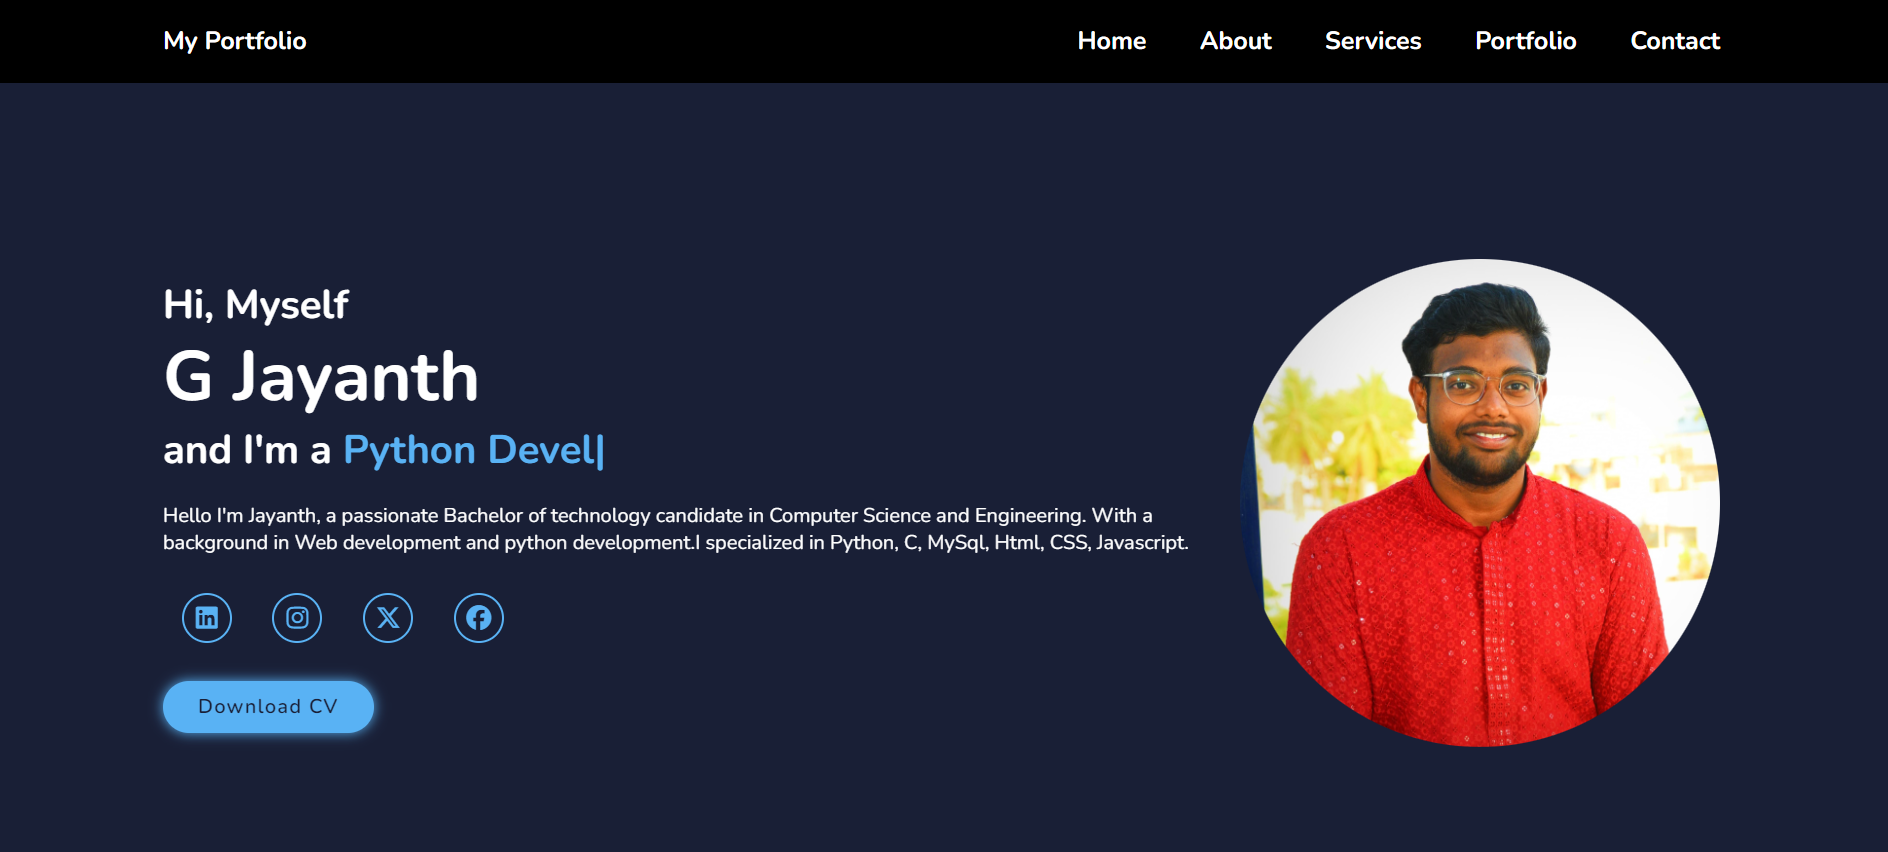 My Portfolio
Home About Services Portfolio Contact
Hi, Myself
G Jayanth
and I'm a Python Devel|
Hello I'm Jayanth, a passionate Bachelor of technology candidate in Computer Science and Engineering. With a
background in Web development and python development.I specialized in Python, C, MySql, Html, CSS, Javascript.
Download CV